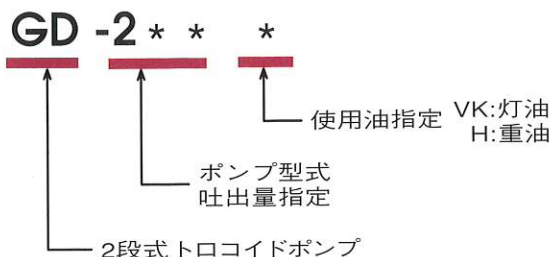 GD -2 * * *
使用油指定 VK:灯油
H:重油
ポンプ型式
吐出量指定
2段式トロコイドポンプ